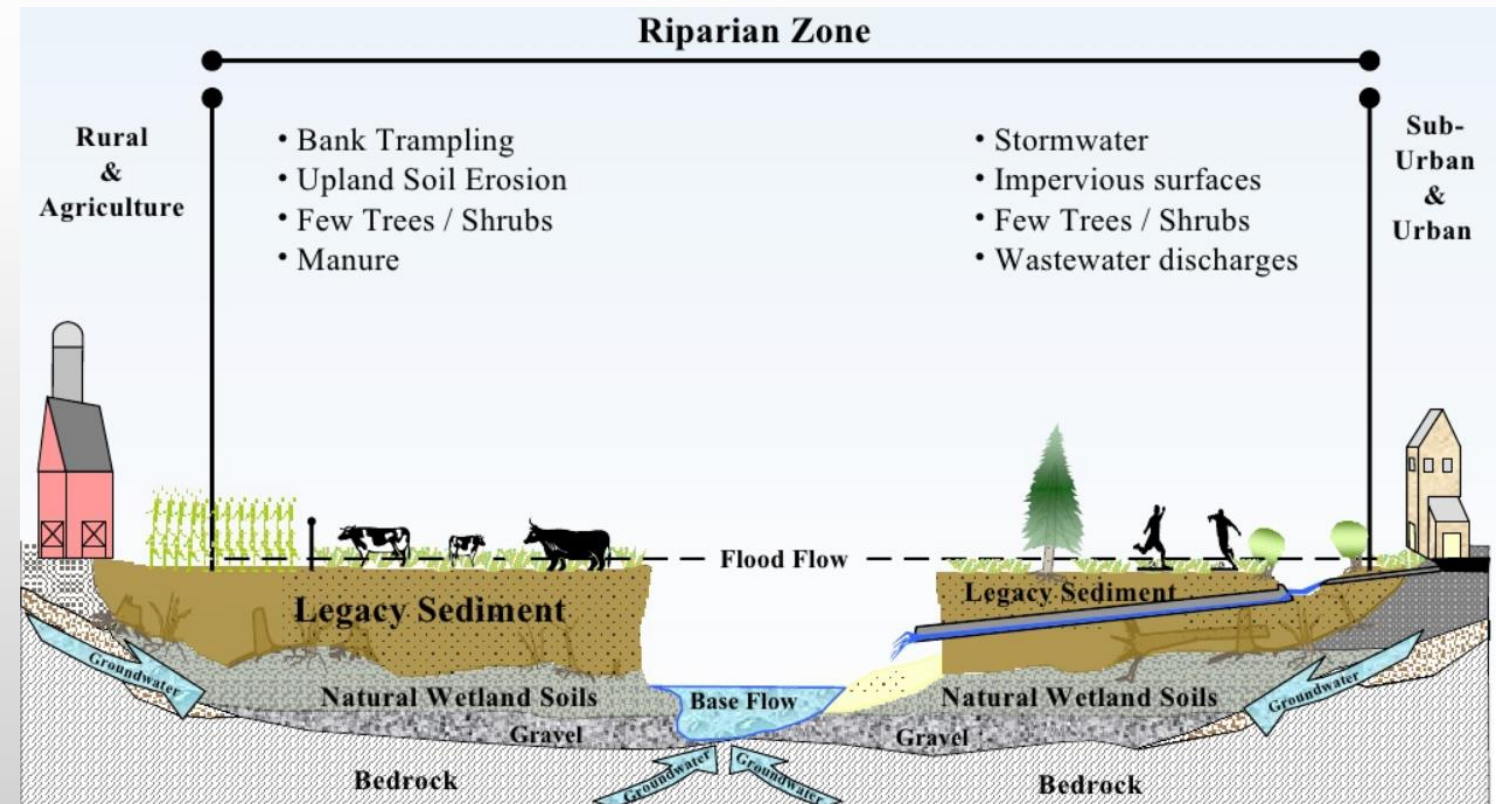 Riparian Zone
Rural
&
Agriculture
• Bank Trampling
• Upland Soil Erosion
• Few Trees / Shrubs
• Manure
• Stormwater
• Impervious surfaces
• Few Trees / Shrubs
• Wastewater discharges
Sub-
Urban
&
Urban
Flood Flow
Legacy Sediment
Legacy Sediment
Groundwater
Natural Wetland Soils
Base Flow
Natural Wetland Soils
Groundwater
Gravel
Gravel
Bedrock
Groundwater
Groundwater
Bedrock